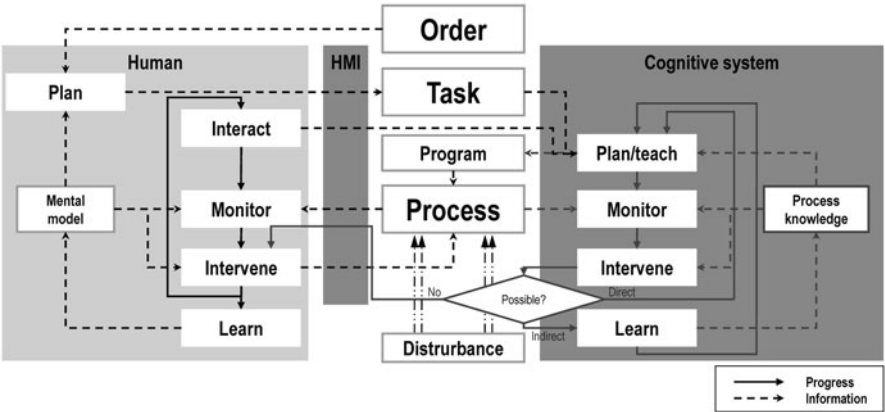 Order
Human
HMI
Cognitive system
Plan
Task
Interact
Program
Plan/teach
Mental
model
Monitor
Process
Monitor
Process
knowledge
Intervene
Intervene
No
Possible?
Direct
Learn
Distrurbance
Indirect
Learn
Progress
Information